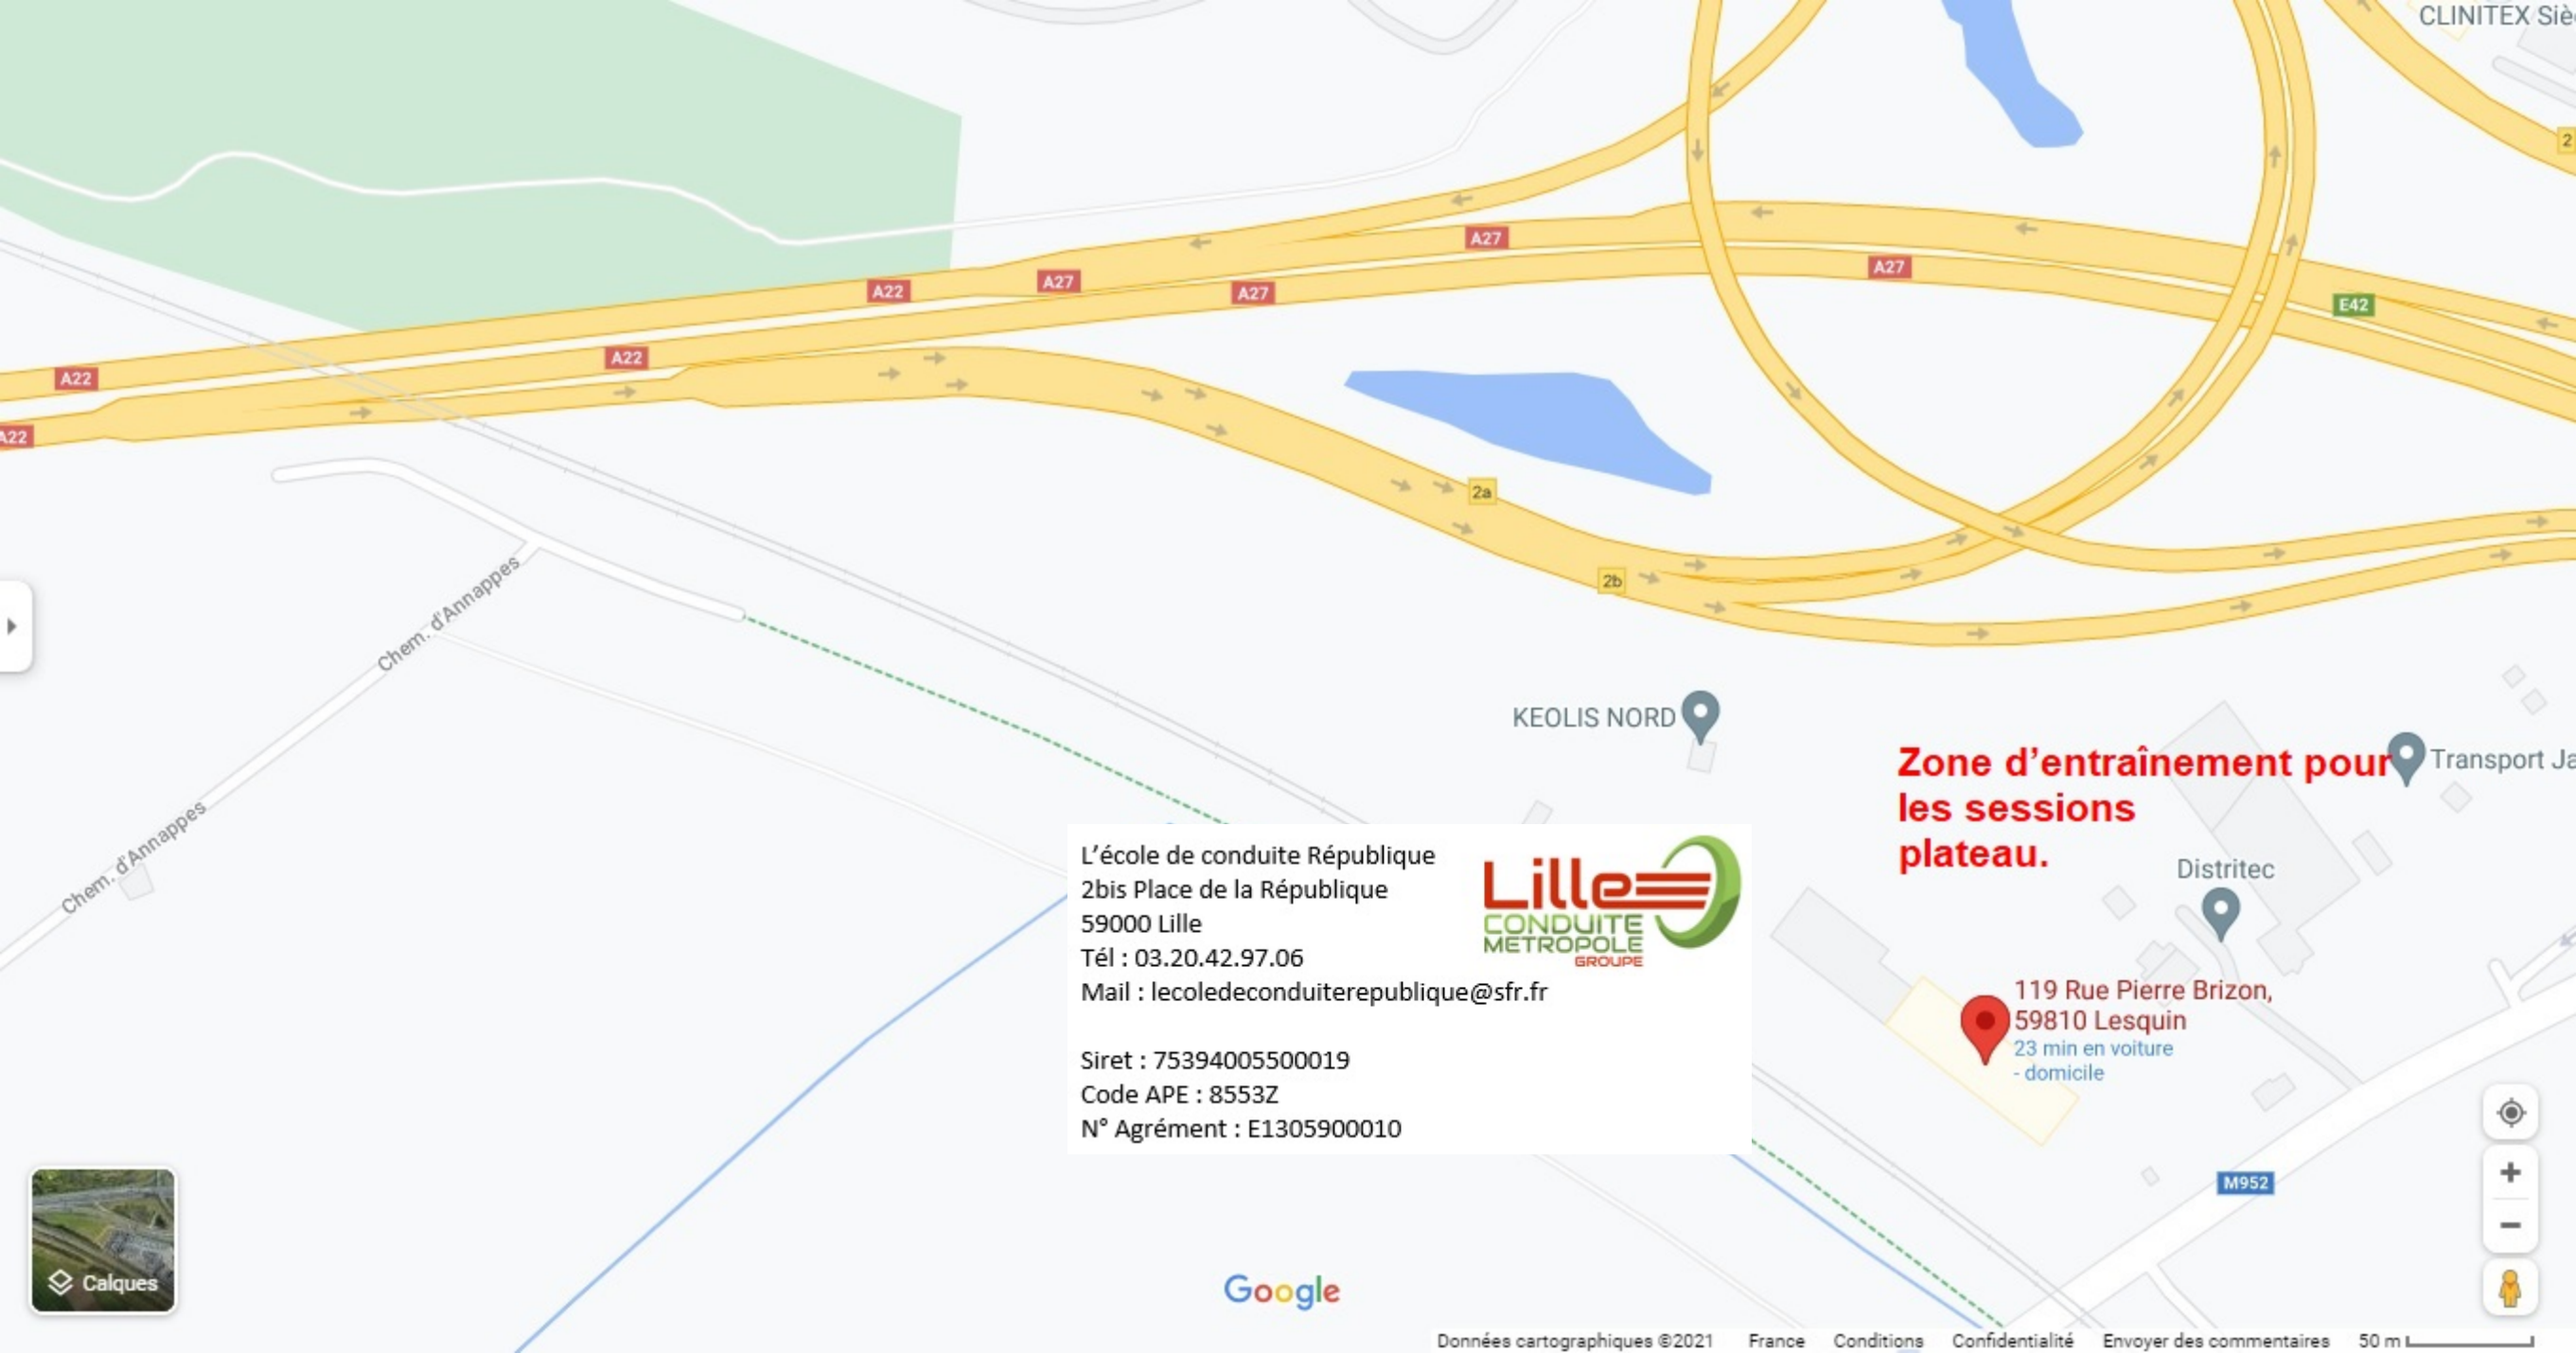 CLINITEX Siè
2
A27
A27
A27
A22
A27
E42
A22
A22
A22
2a
2b
Chem. d'Annappes
Chem. d'Annappes
KEOLIS NORD
Zone d’entraînement pour
les sessions
plateau.
Transport Ja
Distritec
L’école de conduite République
2bis Place de la République
59000 Lille
Tél : 03.20.42.97.06
Mail : lecoledeconduiterepublique@sfr.fr
Siret : 75394005500019
Code APE : 8553Z
N° Agrément : E1305900010
Lille
CONDUITE
METROPOLE
GROUPE
119 Rue Pierre Brizon,
59810 Lesquin
23 min en voiture
- domicile
M952
Calques
Google
Données cartographiques ©2021 France Conditions Confidentialité Envoyer des commentaires 50 m